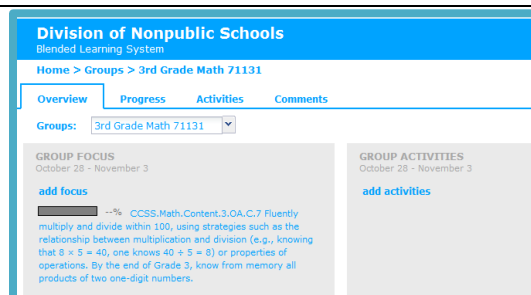 Division of Nonpublic Schools
Blended Learning System
Home > Groups > 3rd Grade Math 71131
Overview Progress Activities Comments
Groups: 3rd Grade Math 71131
GROUP FOCUS
October 28 - November 3
add focus
--% CCSS.Math.Content.3.OA.C.7 Fluently
multiply and divide within 100, using strategies such as the
relationship between multiplication and division (e.g., knowing
that 8 × 5 = 40, one knows 40 ÷ 5 = 8) or properties of
operations. By the end of Grade 3, know from memory all
products of two one-digit numbers.
GROUP ACTIVITIES
October 28 - November 3
add activities